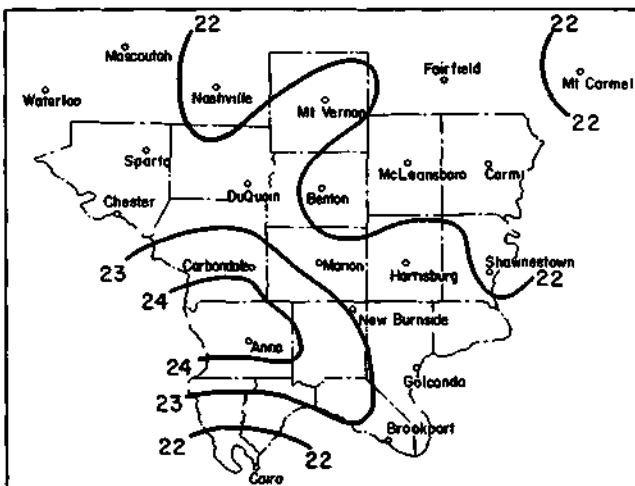 22
Mascoutah
Fairfield
Mt Carmel
Waterloo
Nashville
Mt Vernon
22
Sparta
McLeansboro
Carmi
DuQuoin
Benton
Chester
23
Carbondale
Marion
Harrisburg
Shawneetown
22
24
New Burnside
Anna
24
Golconda
23
22
Brookport
22
Cairo
22